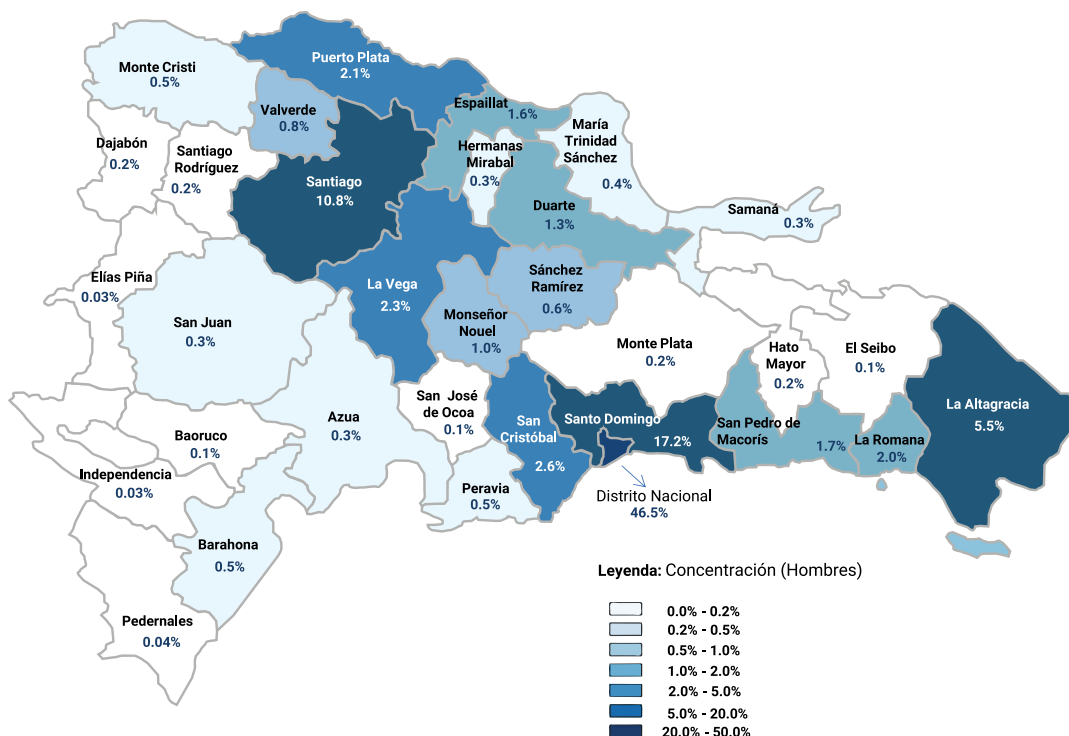 Puerto Plata
2.1%
Monte Cristi
0.5%
Valverde
0.8%
Espaillat
1.6%
Dajabón
0.2%
Santiago
Rodríguez
0.2%
Hermanas
Mirabal
0.3%
María
Trinidad
Sánchez
0.4%
Santiago
10.8%
Duarte
1.3%
Samaná
0.3%
Elías Piña
0.03%
San Juan
0.3%
La Vega
2.3%
Sánchez
Ramírez
0.6%
Monseñor
Nouel
1.0%
Monte Plata
0.2%
Hato
Mayor
0.2%
El Seibo
0.1%
La Altagracia
5.5%
San José
de Ocoa
0.1%
Azua
0.3%
San
Cristóbal
2.6%
Santo Domingo
17.2%
San Pedro de
Macorís
1.7%
La Romana
2.0%
Baoruco
0.1%
Independencia
0.03%
Peravia
0.5%
Distrito Nacional
46.5%
Barahona
0.5%
Pedernales
0.04%
Leyenda: Concentración (Hombres)
0.0% - 0.2%
0.2% - 0.5%
0.5% - 1.0%
1.0% - 2.0%
2.0% - 5.0%
5.0% - 20.0%
20.0% - 50.0%